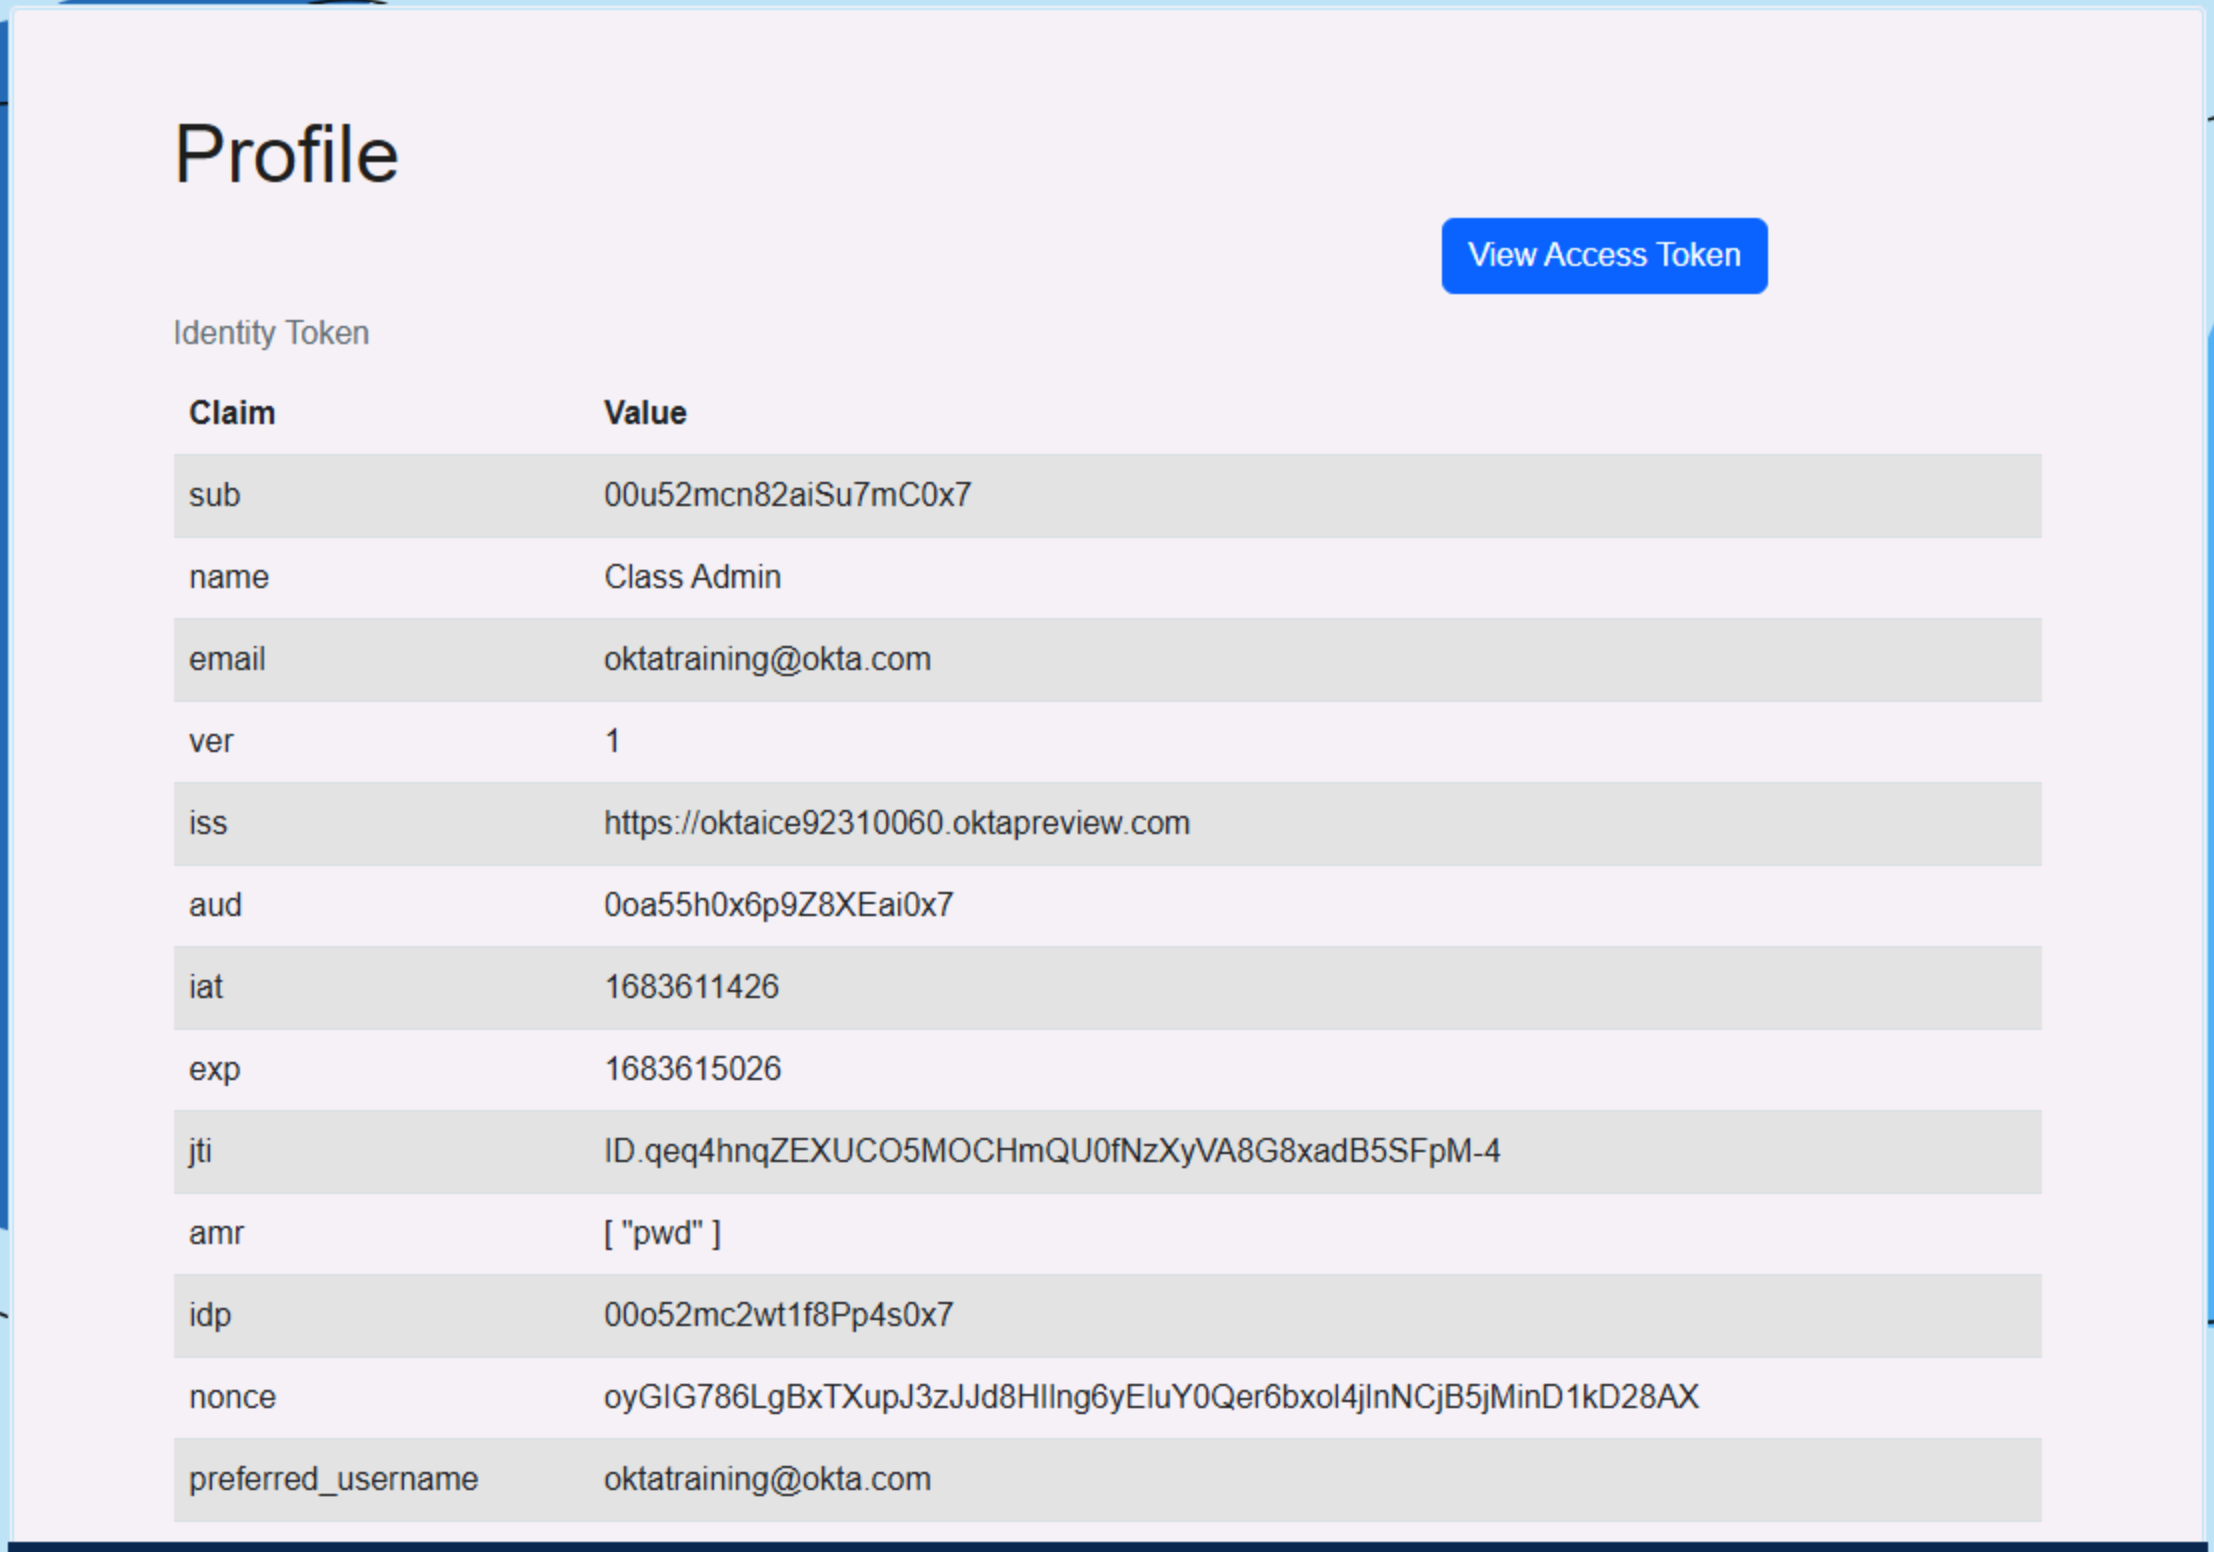 Profile
View Access Token
Identity Token
Claim Value
sub 00u52mcn82aiSu7mC0x7
name Class Admin
email oktatraining@okta.com
ver 1
iss https://oktaice92310060.oktapreview.com
aud 0oa55h0x6p9Z8XEai0x7
iat 1683611426
exp 1683615026
jti ID.qeq4hnqZEXUCO5MOCHmQU0fNzXyVA8G8xadB5SFpM-4
amr [ "pwd" ]
idp 00o52mc2wt1f8Pp4s0x7
nonce oyGIG786LgBxTXupJ3zJJd8HIlng6yEluY0Qer6bxol4jlnNCjB5jMinD1kD28AX
preferred_username oktatraining@okta.com